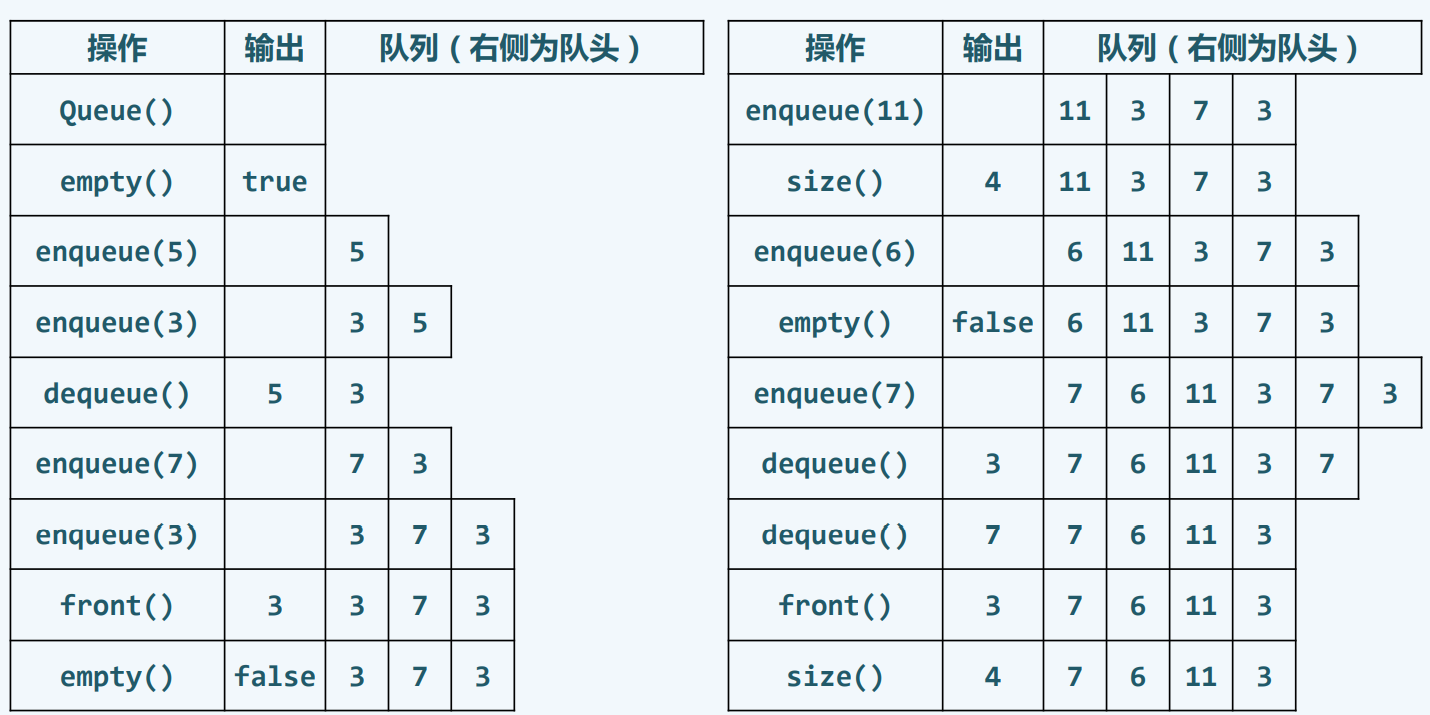 操作 输出 队列（右侧为队头）
Queue()
empty() true
enqueue(5) 5
enqueue(3) 3 5
dequeue() 5 3
enqueue(7) 7 3
enqueue(3) 3 7 3
front() 3 3 7 3
empty() false 3 7 3
操作 输出 队列（右侧为队头）
enqueue(11) 11 3 7 3
size() 4 11 3 7 3
enqueue(6) 6 11 3 7 3
empty() false 6 11 3 7 3
enqueue(7) 7 6 11 3 7 3
dequeue() 3 7 6 11 3 7
dequeue() 7 7 6 11 3
front() 3 7 6 11 3
size() 4 7 6 11 3